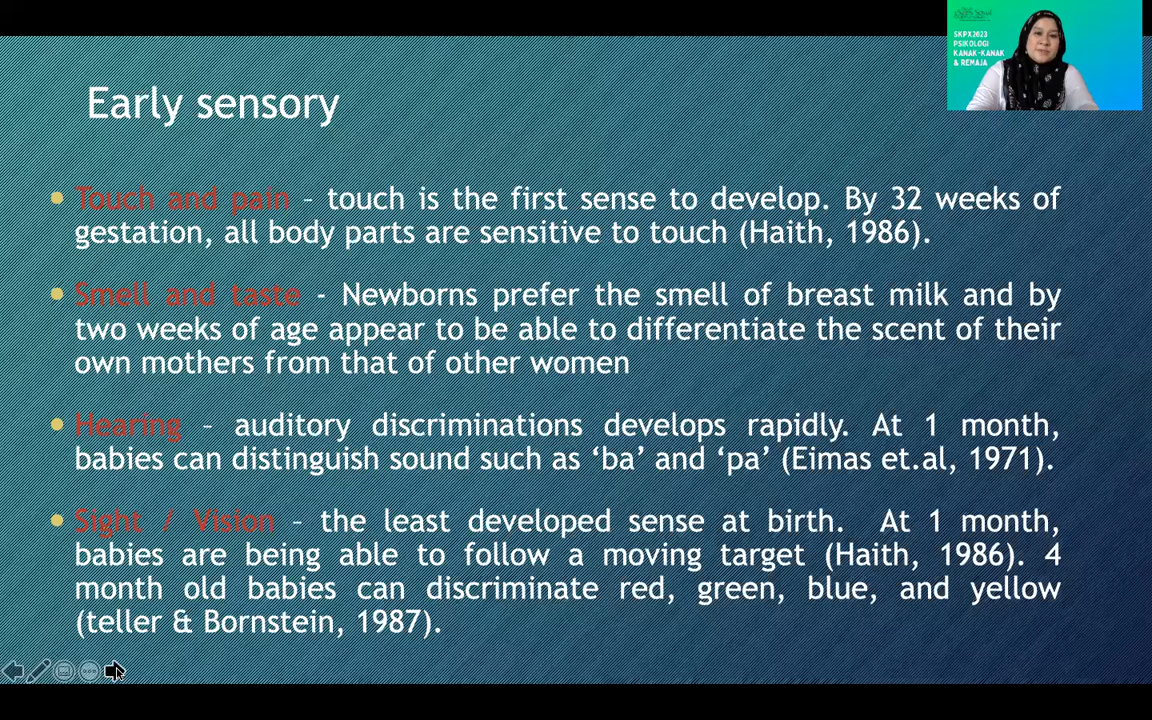 SKPX2023
PSIKOLOGI
KANAK-KANAK
& REMAJA
Early sensory
Touch and pain – touch is the first sense to develop. By 32 weeks of
gestation, all body parts are sensitive to touch (Haith, 1986).
Smell and taste - Newborns prefer the smell of breast milk and by
two weeks of age appear to be able to differentiate the scent of their
own mothers from that of other women
Hearing – auditory discriminations develops rapidly. At 1 month,
babies can distinguish sound such as ‘ba’ and ‘pa’ (Eimas et.al, 1971).
Sight / Vision – the least developed sense at birth. At 1 month,
babies are being able to follow a moving target (Haith, 1986). 4
month old babies can discriminate red, green, blue, and yellow
(teller & Bornstein, 1987).